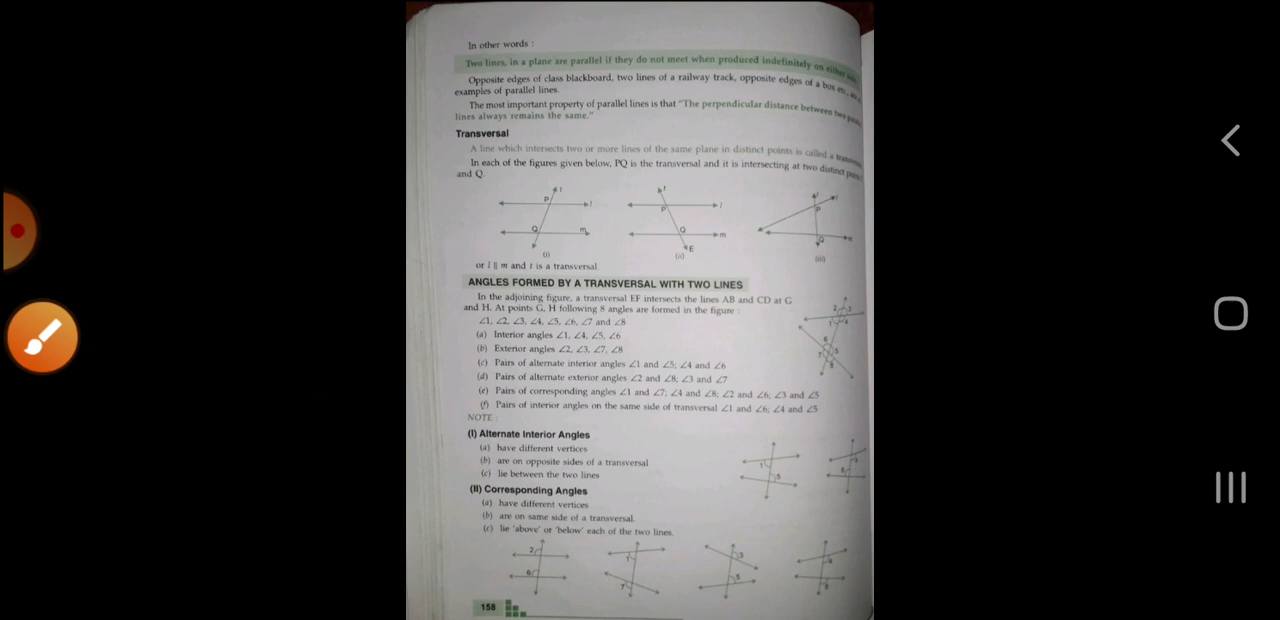 In other words :
Two lines, in a plane are parallel if they do not meet when produced indefinitely on either
Opposite edges of class blackboard, two lines of a railway track, opposite edges of a box etc,
examples of parallel lines.
The most important property of parallel lines is that "The perpendicular distance between two
lines always remains the same."
Transversal
A line which intersects two or more lines of the same plane in distinct points is called a
In each of the figures given below, PQ is the transversal and it is intersecting at two distinct
and Q.
P l
Q m
(i)
P l
Q m
E
(ii)
P
Q m
(iii)
or l || m and t is a transversal
ANGLES FORMED BY A TRANSVERSAL WITH TWO LINES
In the adjoining figure, a transversal EF intersects the lines AB and CD at G
and H. At points G, H following 8 angles are formed in the figure :
∠1, ∠2, ∠3, ∠4, ∠5, ∠6, ∠7 and ∠8
(a) Interior angles ∠1, ∠4, ∠5, ∠6
(b) Exterior angles ∠2, ∠3, ∠7, ∠8
(c) Pairs of alternate interior angles ∠1 and ∠5; ∠4 and ∠6
(d) Pairs of alternate exterior angles ∠2 and ∠8; ∠3 and ∠7
(e) Pairs of corresponding angles ∠1 and ∠7; ∠4 and ∠8; ∠2 and ∠6; ∠3 and ∠5
(f) Pairs of interior angles on the same side of transversal ∠1 and ∠6; ∠4 and ∠5
NOTE :
(I) Alternate Interior Angles
(a) have different vertices
(b) are on opposite sides of a transversal
(c) lie between the two lines
(II) Corresponding Angles
(a) have different vertices
(b) are on same side of a transversal.
(c) lie 'above' or 'below' each of the two lines.
2 1 3 4
6 7 5 8
158